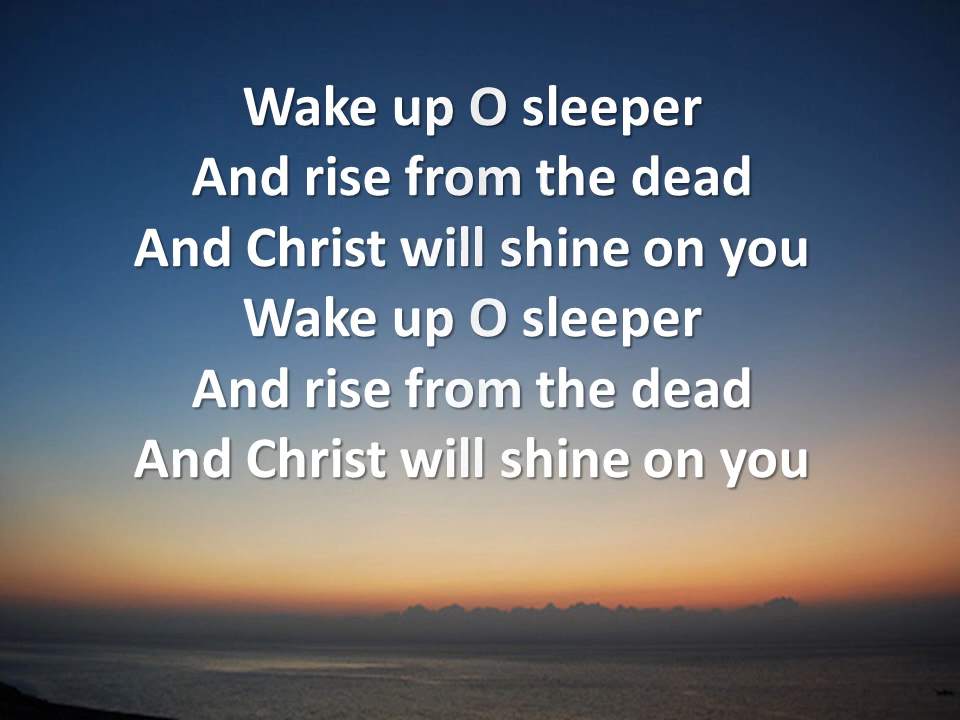 Wake up O sleeper
And rise from the dead
And Christ will shine on you
Wake up O sleeper
And rise from the dead
And Christ will shine on you